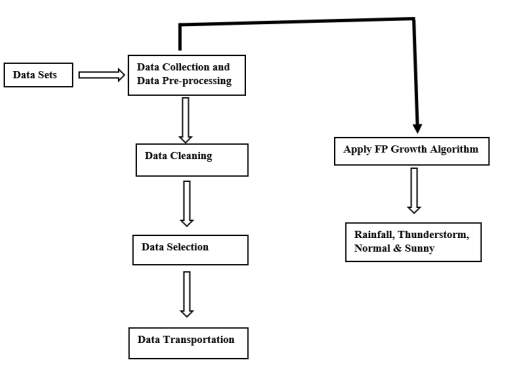 Data Sets
Data Collection and
Data Pre-processing
Data Cleaning
Data Selection
Data Transportation
Apply FP Growth Algorithm
Rainfall, Thunderstorm,
Normal & Sunny